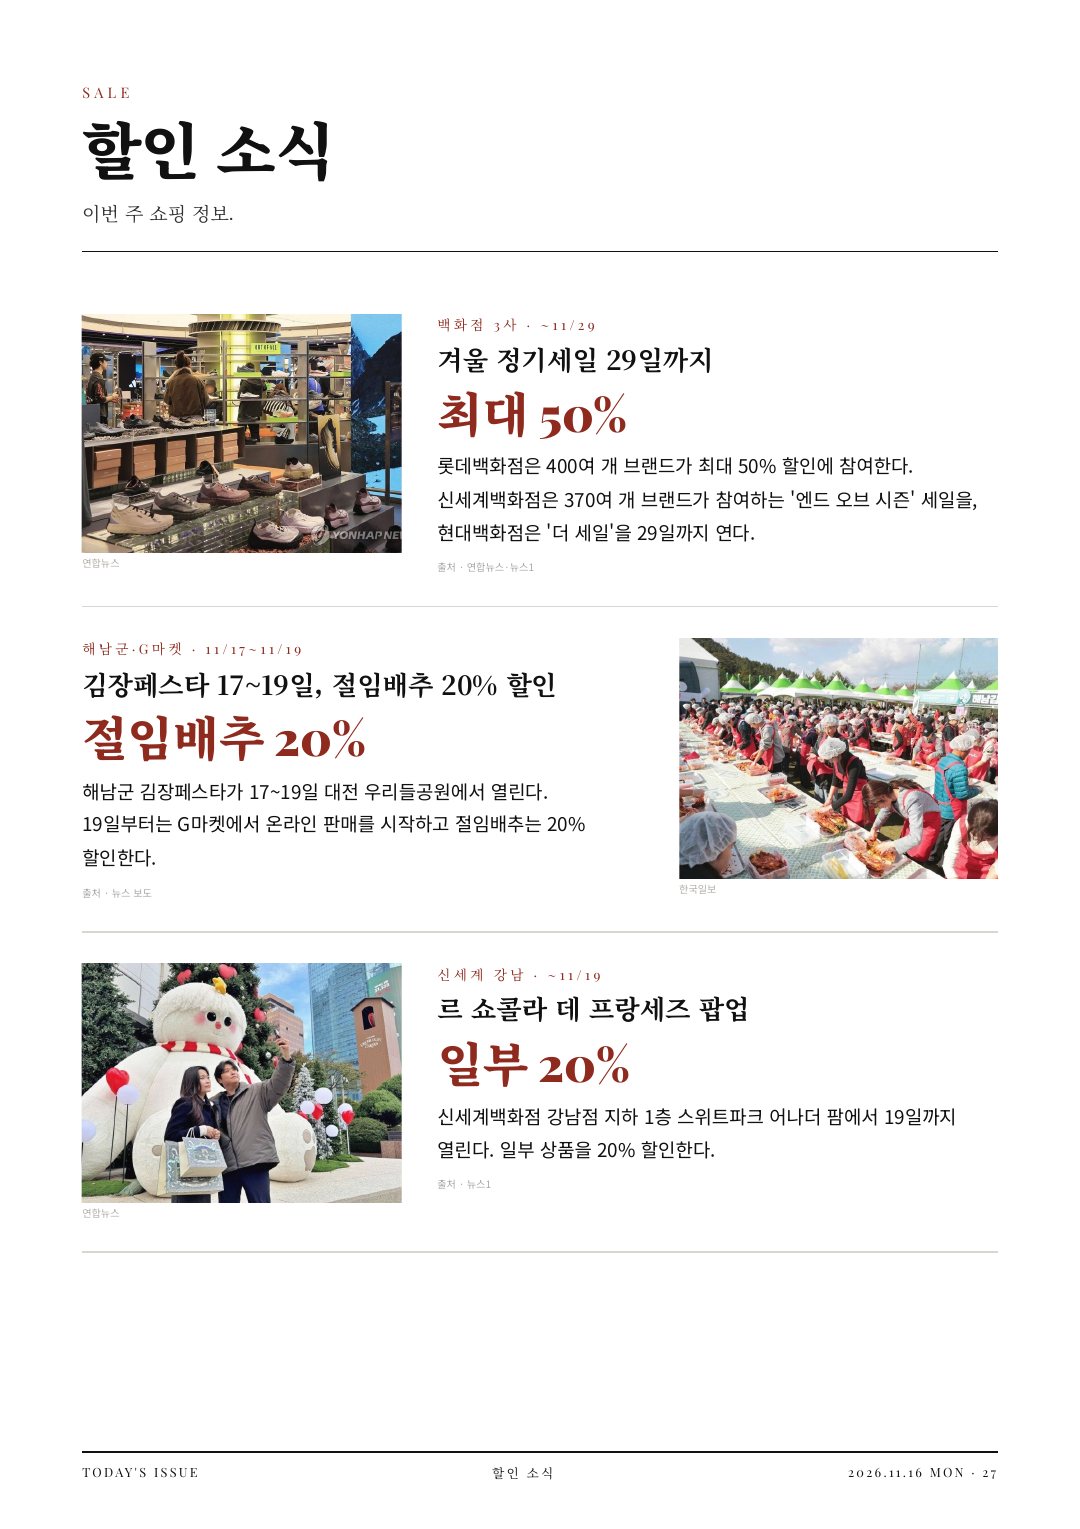 SALE
할인 소식
이번 주 쇼핑 정보.
YONHAP NEW
연합뉴스
백화점 3사 · ~11/29
겨울 정기세일 29일까지
최대 50%
롯데백화점은 400여 개 브랜드가 최대 50% 할인에 참여한다.
신세계백화점은 370여 개 브랜드가 참여하는 '엔드 오브 시즌' 세일을,
현대백화점은 '더 세일'을 29일까지 연다.
출처 · 연합뉴스·뉴스1
해남군·G마켓 · 11/17~11/19
김장페스타 17~19일, 절임배추 20% 할인
절임배추 20%
해남군 김장페스타가 17~19일 대전 우리들공원에서 열린다.
19일부터는 G마켓에서 온라인 판매를 시작하고 절임배추는 20%
할인한다.
출처 · 뉴스 보도
한국일보
연합뉴스
신세계 강남 · ~11/19
르 쇼콜라 데 프랑세즈 팝업
일부 20%
신세계백화점 강남점 지하 1층 스위트파크 어나더 팜에서 19일까지
열린다. 일부 상품을 20% 할인한다.
출처 · 뉴스1
TODAY'S ISSUE
할인 소식
2026.11.16 MON · 27